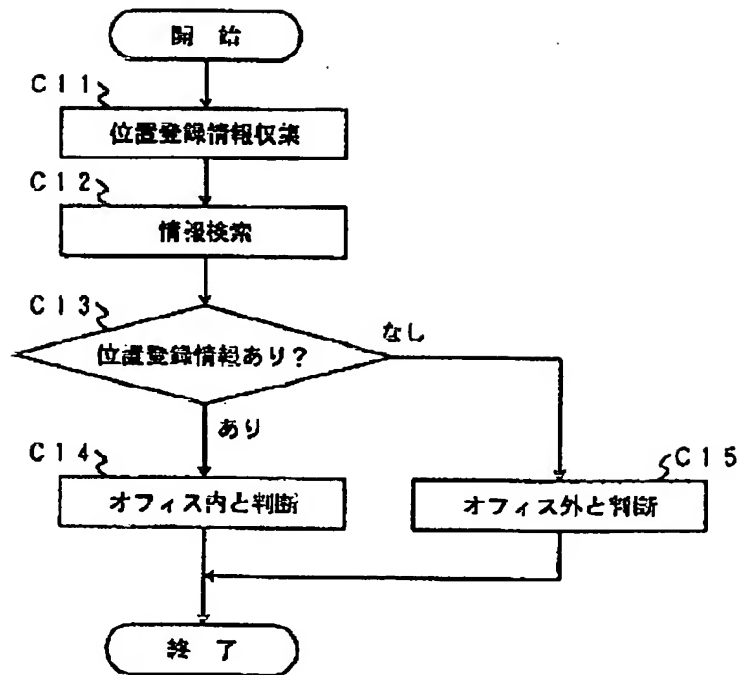 開 始
C11
位置登録情報収集
C12
情報検索
C13
位置登録情報あり?
なし
あり
C14
オフィス内と判断
C15
オフィス外と判断
終 了